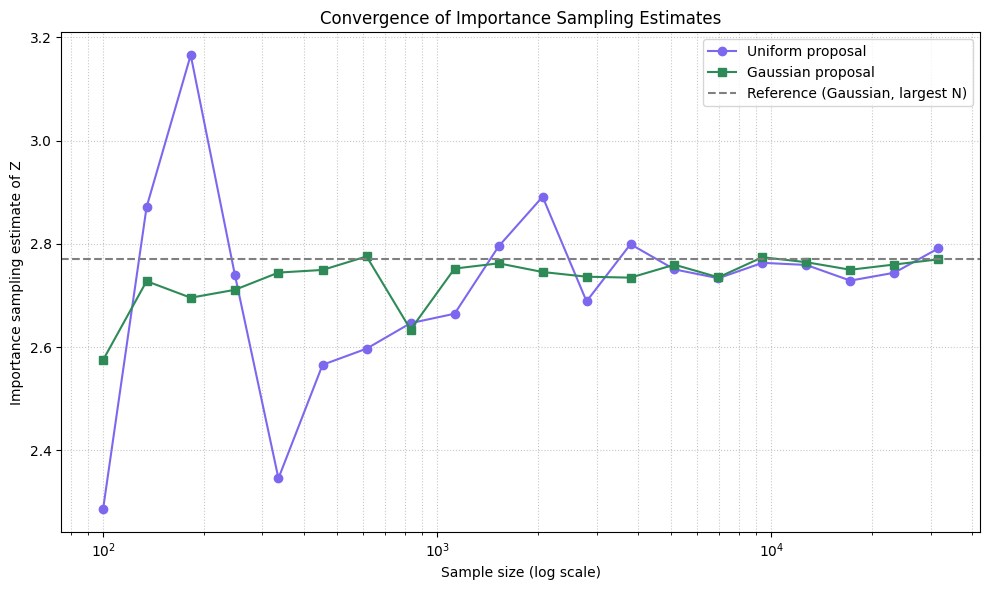 Convergence of Importance Sampling Estimates
Uniform proposal
Gaussian proposal
Reference (Gaussian, largest N)
Importance sampling estimate of Z
3.2
3.0
2.8
2.6
2.4
10²
10³
10⁴
Sample size (log scale)